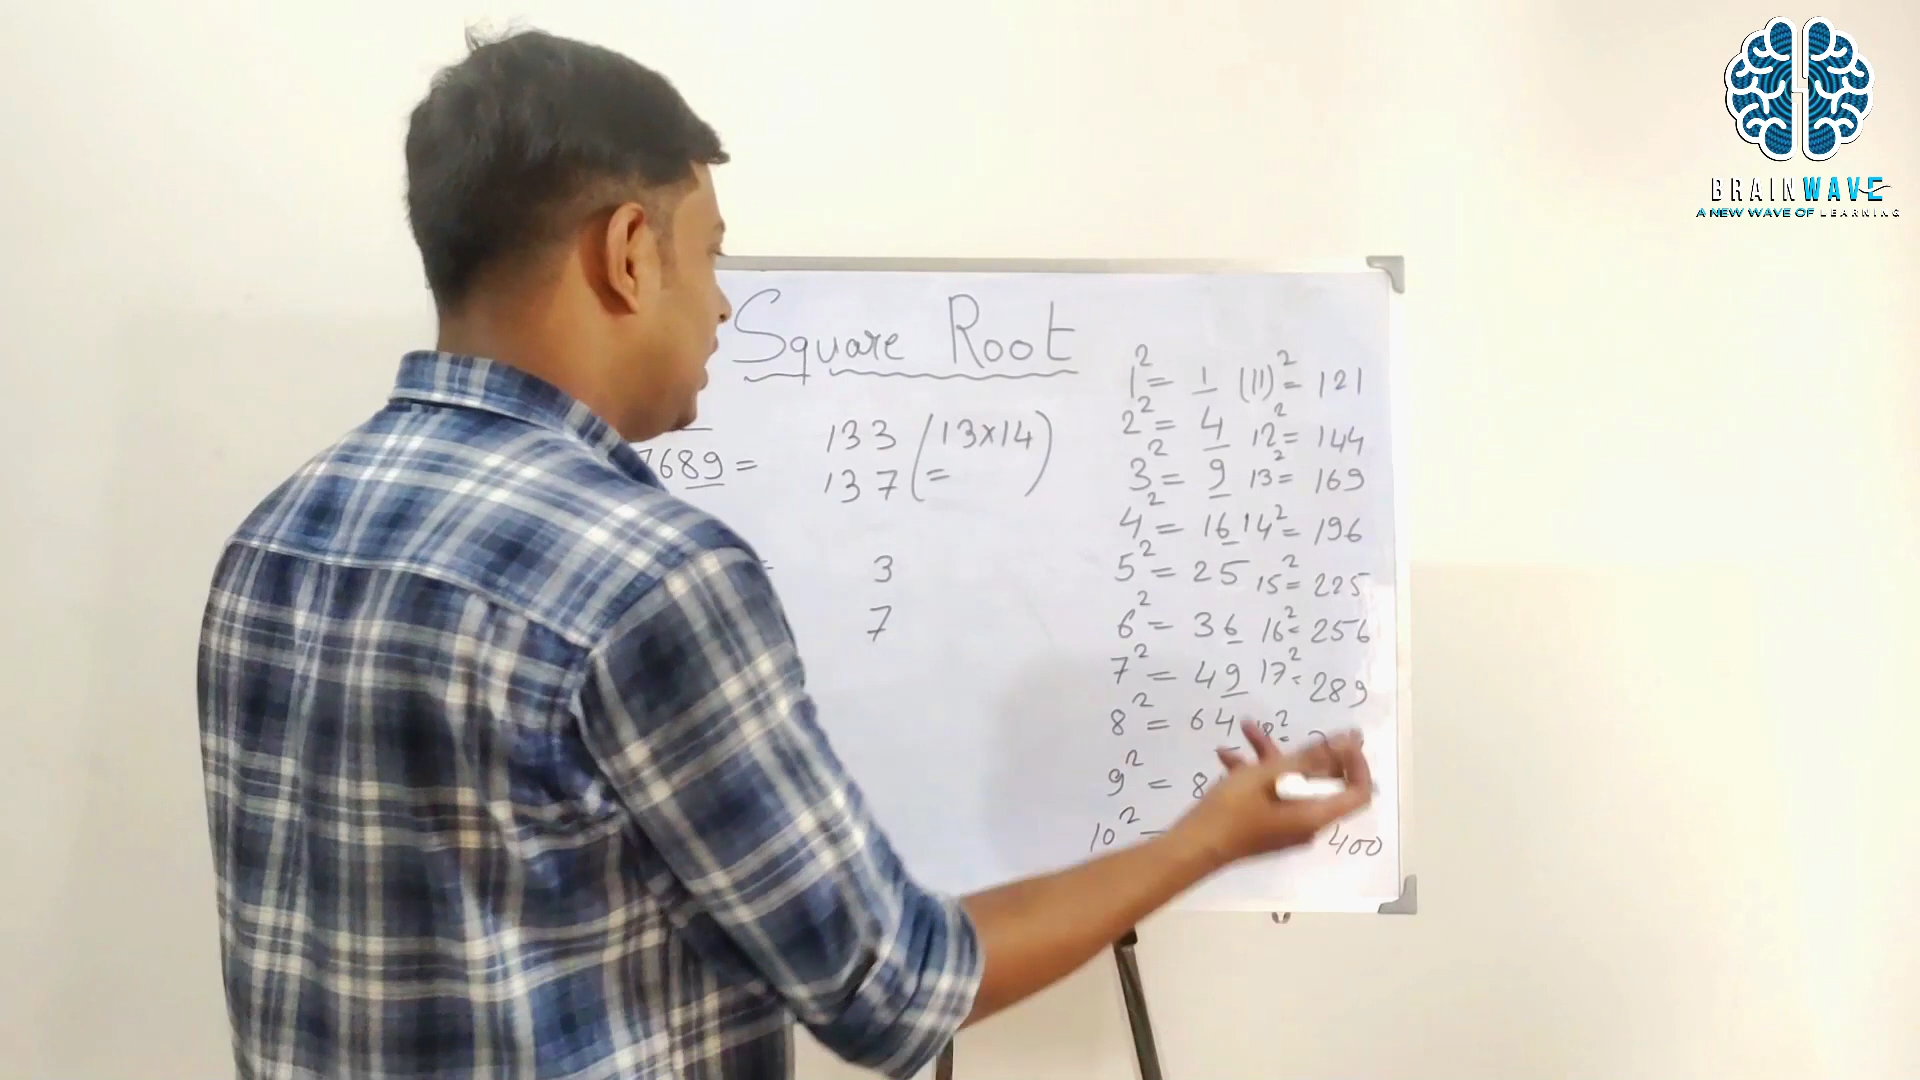 BRAINWAVE
A NEW WAVE OF LEARNING
Square Root
7689 = 133 (13x14)
137 =
3
7
1² = 1 (11)² = 121
2² = 4 12² = 144
3² = 9 13² = 169
4² = 16 14² = 196
5² = 25 15² = 225
6² = 36 16² = 256
7² = 49 17² = 289
8² = 64 18² =
9² = 8
10² = 400